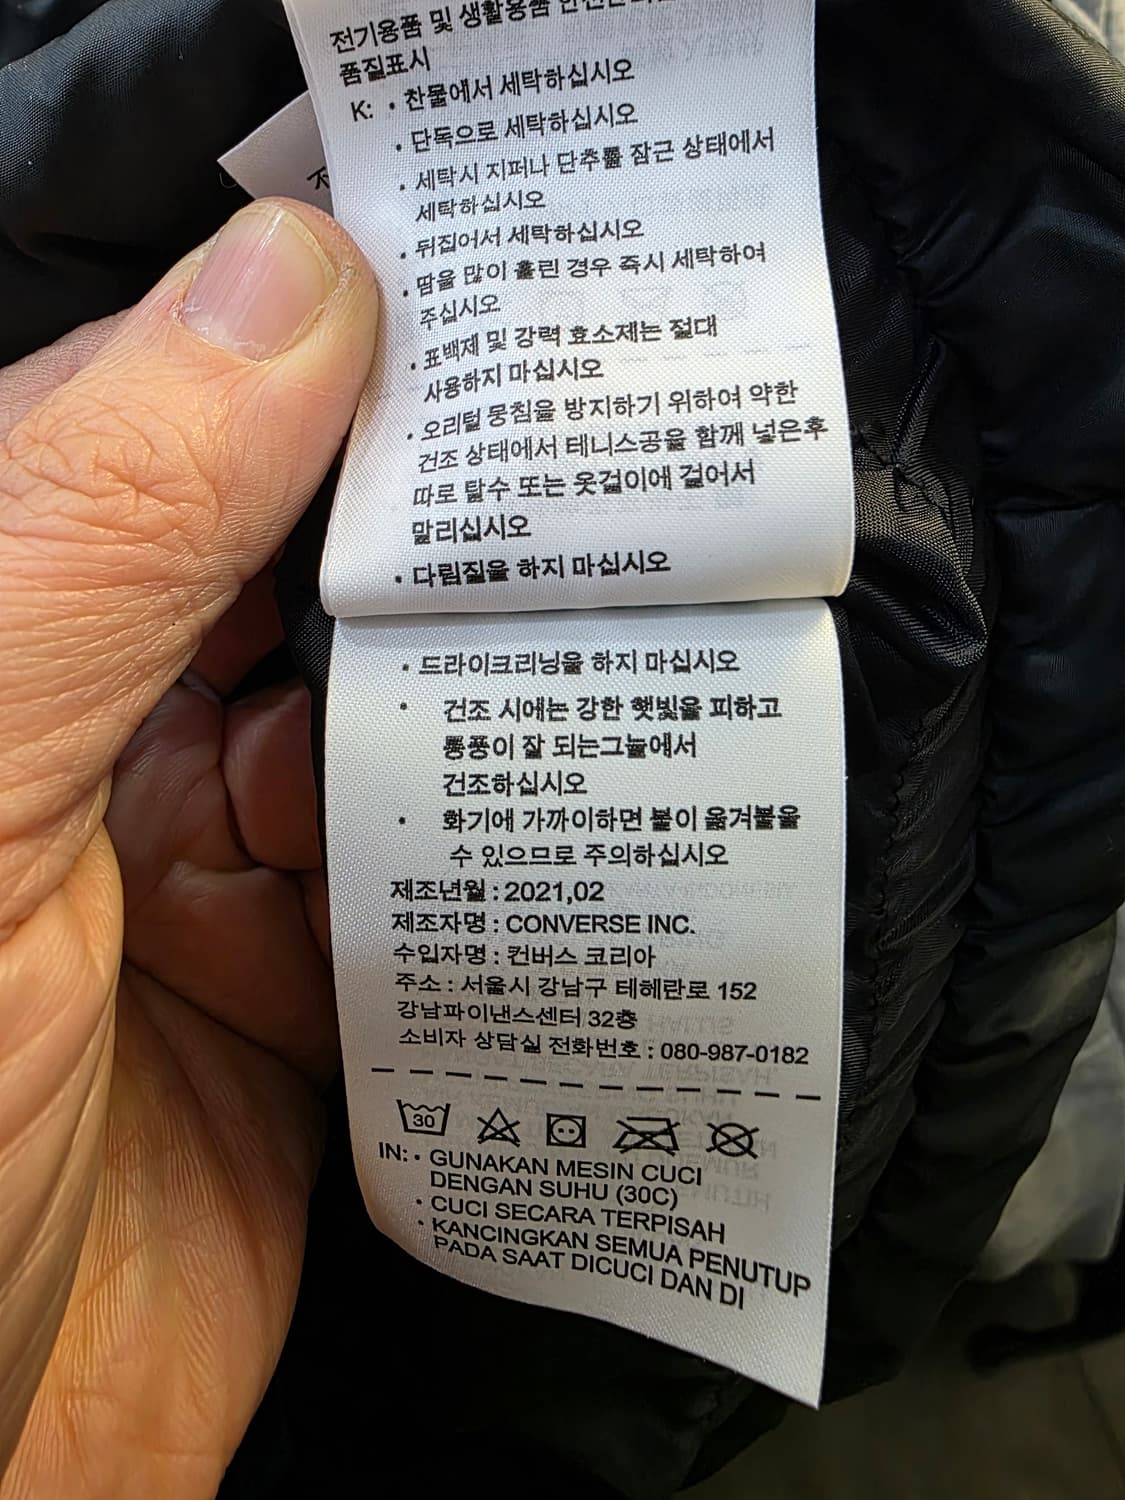 전기용품 및 생활용품
품질표시
K: • 찬물에서 세탁하십시오
• 단독으로 세탁하십시오
• 세탁시 지퍼나 단추를 잠근 상태에서
세탁하십시오
• 뒤집어서 세탁하십시오
• 땀을 많이 흘린 경우 즉시 세탁하여
주십시오
• 표백제 및 강력 효소제는 절대
사용하지 마십시오
• 오리털 뭉침을 방지하기 위하여 약한
건조 상태에서 테니스공을 함께 넣은후
따로 탈수 또는 옷걸이에 걸어서
말리십시오
• 다림질을 하지 마십시오
• 드라이크리닝을 하지 마십시오
• 건조 시에는 강한 햇빛을 피하고
통풍이 잘 되는그늘에서
건조하십시오
• 화기에 가까이하면 불이 옮겨붙을
수 있으므로 주의하십시오
제조년월 : 2021,02
제조자명 : CONVERSE INC.
수입자명 : 컨버스 코리아
주소 : 서울시 강남구 테헤란로 152
강남파이낸스센터 32층
소비자 상담실 전화번호 : 080-987-0182
30
IN: • GUNAKAN MESIN CUCI
DENGAN SUHU (30C)
• CUCI SECARA TERPISAH
• KANCINGKAN SEMUA PENUTUP
PADA SAAT DICUCI DAN DI